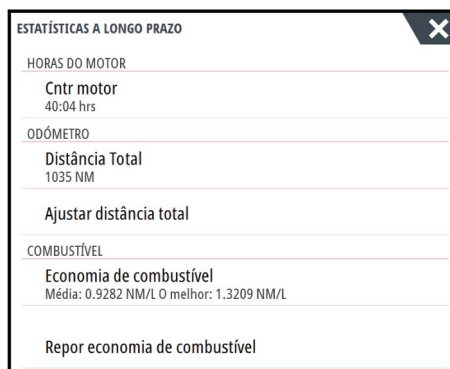 ESTATÍSTICAS A LONGO PRAZO
HORAS DO MOTOR
Cntr motor
40:04 hrs
ODÓMETRO
Distância Total
1035 NM
Ajustar distância total
COMBUSTÍVEL
Economia de combustível
Média: 0.9282 NM/L O melhor: 1.3209 NM/L
Repor economia de combustível